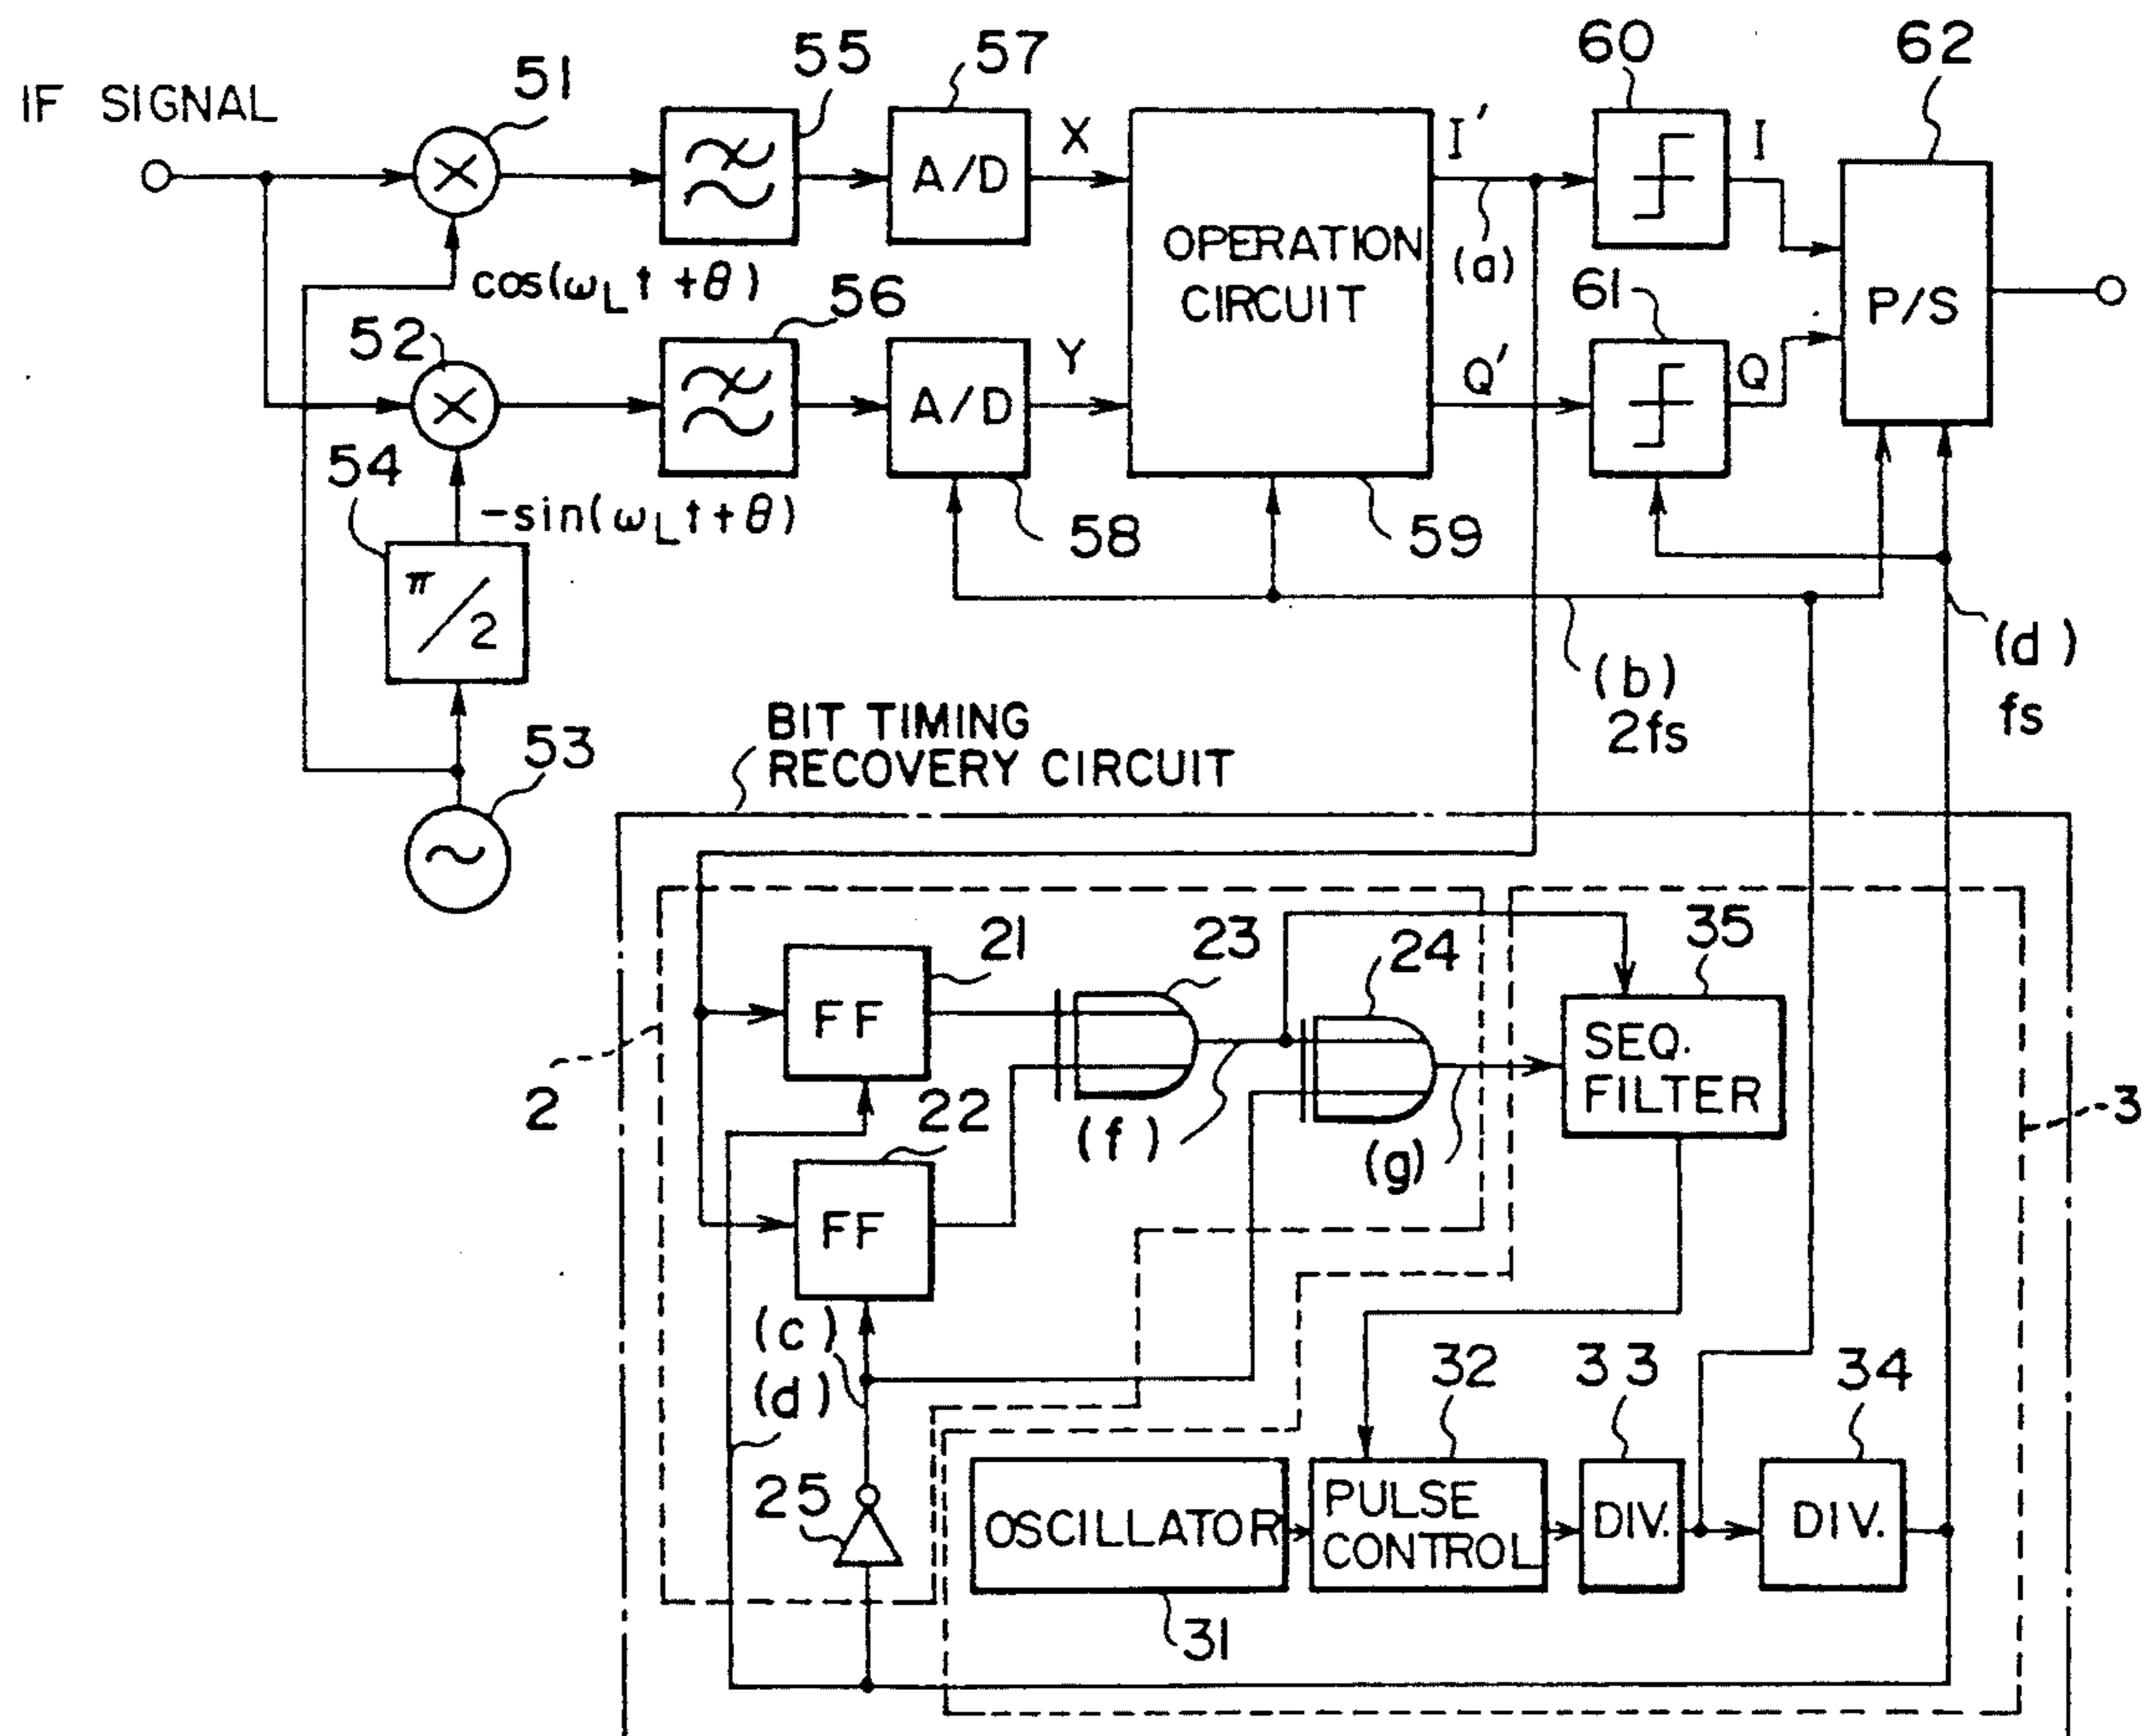 IF SIGNAL
51
55
57
60
62
A/D
X
I'
I
(a)
cos(ωLt+θ)
OPERATION
CIRCUIT
P/S
52
56
61
A/D
Y
Q'
Q
54
-sin(ωLt+θ)
58
59
π/2
(b)
2fs
(d)
fs
53
BIT TIMING
RECOVERY CIRCUIT
21
23
24
35
FF
SEQ.
FILTER
2
22
(f)
(g)
3
FF
(c)
(d)
32
33
34
25
OSCILLATOR
PULSE
CONTROL
DIV.
DIV.
31